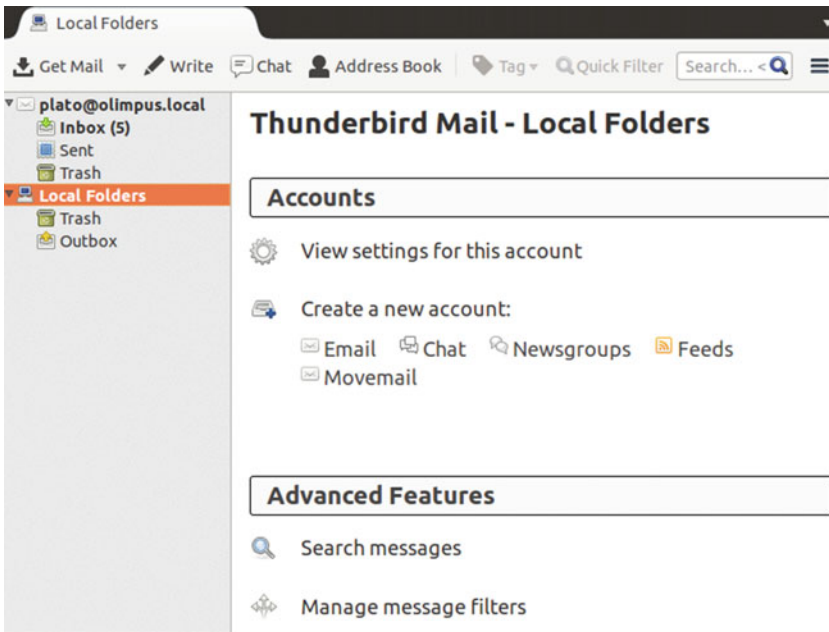 Local Folders
Get Mail Write Chat Address Book Tag Quick Filter Search... <
plato@olimpus.local
Inbox (5)
Sent
Trash
Local Folders
Trash
Outbox
Thunderbird Mail - Local Folders
Accounts
View settings for this account
Create a new account:
Email Chat Newsgroups Feeds
Movemail
Advanced Features
Search messages
Manage message filters